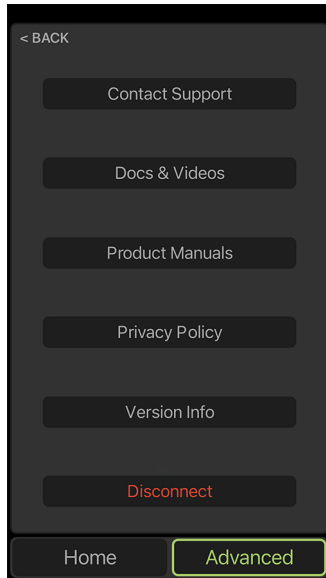 < BACK
Contact Support
Docs & Videos
Product Manuals
Privacy Policy
Version Info
Disconnect
Home
Advanced